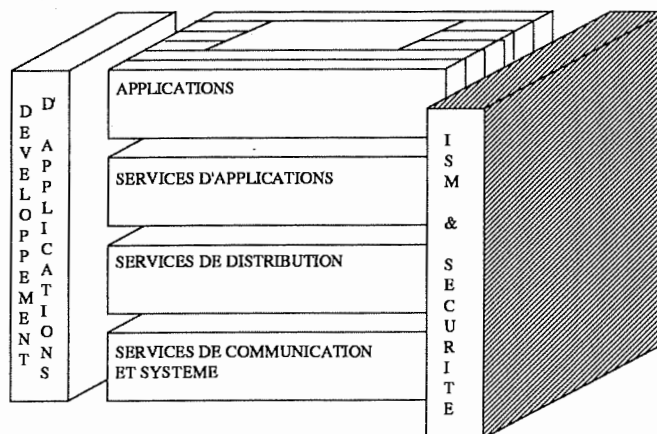 DEVELOPPEMENT
D'APPLICATIONS
APPLICATIONS
SERVICES D'APPLICATIONS
SERVICES DE DISTRIBUTION
SERVICES DE COMMUNICATION
ET SYSTEME
ISM & SECURITE